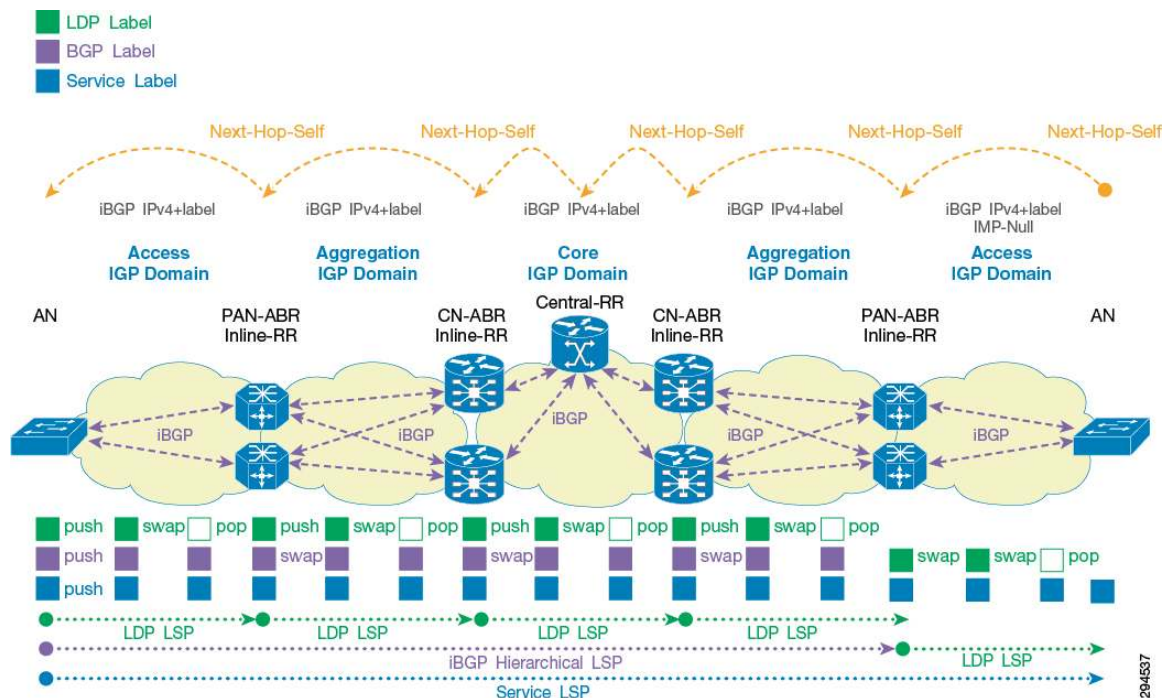 LDP Label
BGP Label
Service Label
Next-Hop-Self Next-Hop-Self Next-Hop-Self Next-Hop-Self Next-Hop-Self
iBGP IPv4+label iBGP IPv4+label iBGP IPv4+label iBGP IPv4+label iBGP IPv4+label
IMP-Null
Access Aggregation Core Aggregation Access
IGP Domain IGP Domain IGP Domain IGP Domain IGP Domain
Central-RR
AN PAN-ABR CN-ABR CN-ABR PAN-ABR AN
Inline-RR Inline-RR Inline-RR Inline-RR
iBGP iBGP iBGP iBGP iBGP
push swap pop push swap pop push swap pop push swap pop
push swap swap swap swap swap pop
push
LDP LSP LDP LSP LDP LSP LDP LSP
iBGP Hierarchical LSP LDP LSP
Service LSP
294537